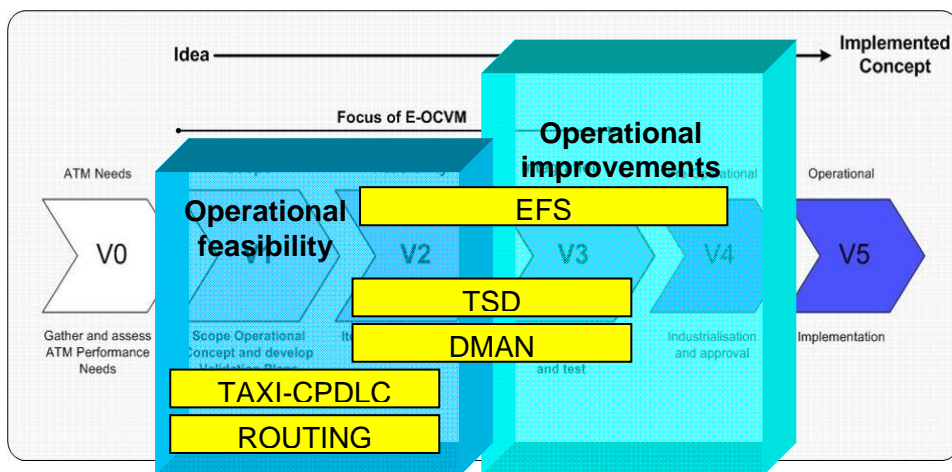 Idea
Implemented
Concept
Focus of E-OCVM
Operational
improvements
ATM Needs
Operational
Operational
feasibility
EFS
V0
V1
V2
V3
V4
V5
TSD
Gather and assess
ATM Performance
Needs
Scope Operational
Concept and develop
Industrialisation
and approval
Implementation
DMAN
and test
TAXI-CPDLC
ROUTING